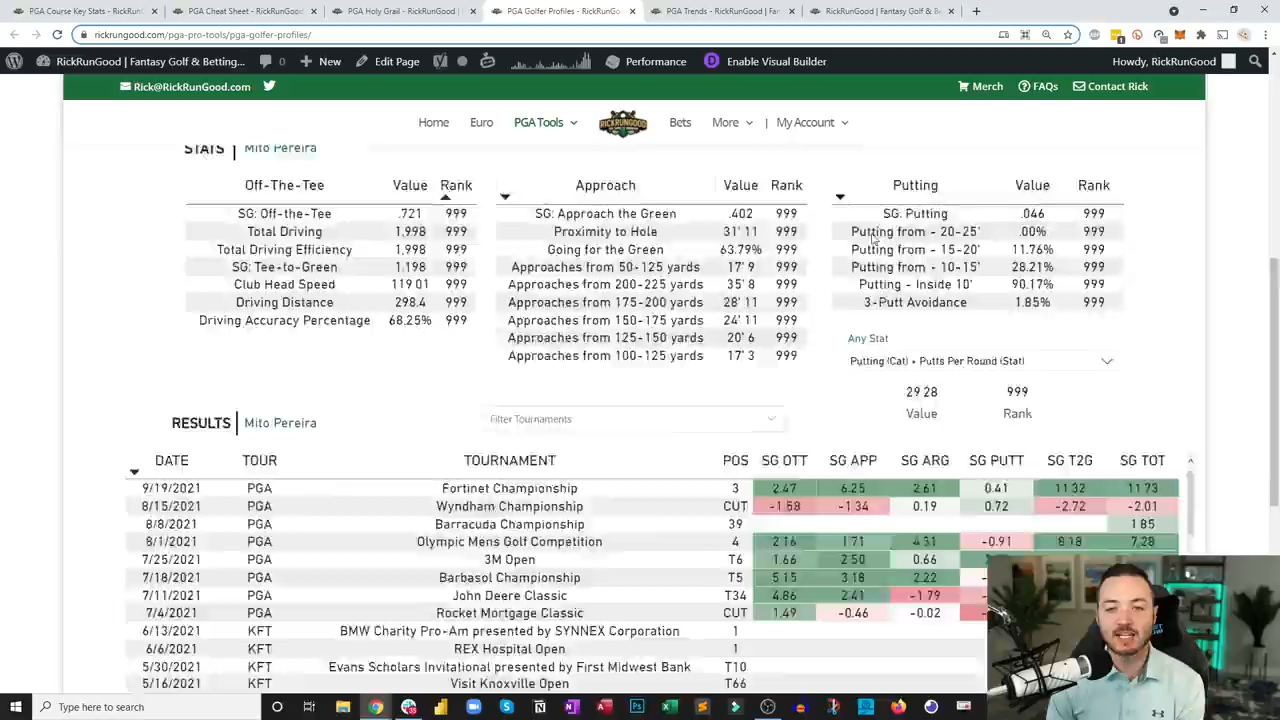 PGA Course Key Stats - RickRunG
PGA Cheat Sheet - RickRunGood
PGA Holy Grail - RickRunGood |
PGA Golfer Profiles - RickRunGo
PGA Trends - RickRunGood | Fan
RickRunGood | Fantasy Golf & Be
rickrungood.com/pga-pro-tools/pga-golfer-profiles/
RickRunGood | Fantasy Golf & Betting... 0 New Edit Page Performance Enable Visual Builder Howdy, RickRunGood
Rick@RickRunGood.com Merch FAQs Contact Rick
Home Euro PGA Tools RICKRUNGOOD Bets More | My Account
STATS | Mito Pereira
Off-The-Tee Value Rank Approach Value Rank Putting Value Rank
SG: Off-the-Tee .721 999 SG: Approach the Green .402 999 SG: Putting .046 999
Total Driving 1,998 999 Proximity to Hole 31' 11 999 Putting from - 20-25' .00% 999
Total Driving Efficiency 1,998 999 Going for the Green 63.79% 999 Putting from - 15-20' 11.76% 999
SG: Tee-to-Green 1.198 999 Approaches from 50-125 yards 17' 9 999 Putting from - 10-15' 28.21% 999
Club Head Speed 119.01 999 Approaches from 200-225 yards 35' 8 999 Putting - Inside 10' 90.17% 999
Driving Distance 298.4 999 Approaches from 175-200 yards 28' 11 999 3-Putt Avoidance 1.85% 999
Driving Accuracy Percentage 68.25% 999 Approaches from 150-175 yards 24' 11 999
Approaches from 125-150 yards 20' 6 999
Approaches from 100-125 yards 17' 3 999
Any Stat
Putting (Cat) • Putts Per Round (Stat)
29.28 999
Value Rank
RESULTS | Mito Pereira Filter Tournaments
DATE TOUR TOURNAMENT POS SG OTT SG APP SG ARG SG PUTT SG T2G SG TOT
9/19/2021 PGA Fortinet Championship 3 2.47 6.25 2.61 0.41 11.32 11.73
8/15/2021 PGA Wyndham Championship CUT -1.58 -1.34 0.19 0.72 -2.72 -2.01
8/8/2021 PGA Barracuda Championship 39 1.85
8/1/2021 PGA Olympic Mens Golf Competition 4 2.16 1.71 4.31 -0.91 8.18 7.28
7/25/2021 PGA 3M Open T6 1.66 2.50 0.66
7/18/2021 PGA Barbasol Championship T5 5.15 3.18 2.22
7/11/2021 PGA John Deere Classic T34 4.86 2.41 -1.79
7/4/2021 PGA Rocket Mortgage Classic CUT 1.49 -0.46 -0.02
6/13/2021 KFT BMW Charity Pro-Am presented by SYNNEX Corporation 1
6/6/2021 KFT REX Hospital Open 1
5/30/2021 KFT Evans Scholars Invitational presented by First Midwest Bank T10
5/16/2021 KFT Visit Knoxville Open T66
Type here to search